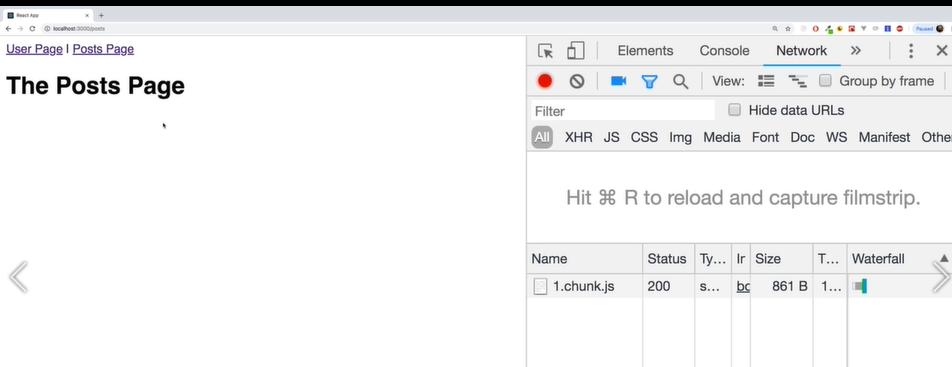 React App
localhost:3000/posts
Paused
User Page | Posts Page
The Posts Page
Elements Console Network
View: Group by frame
Filter
Hide data URLs
All XHR JS CSS Img Media Font Doc WS Manifest Othe
Hit ⌘ R to reload and capture filmstrip.
Name Status Ty... Ir Size T... Waterfall
1.chunk.js 200 s... bc 861 B 1...